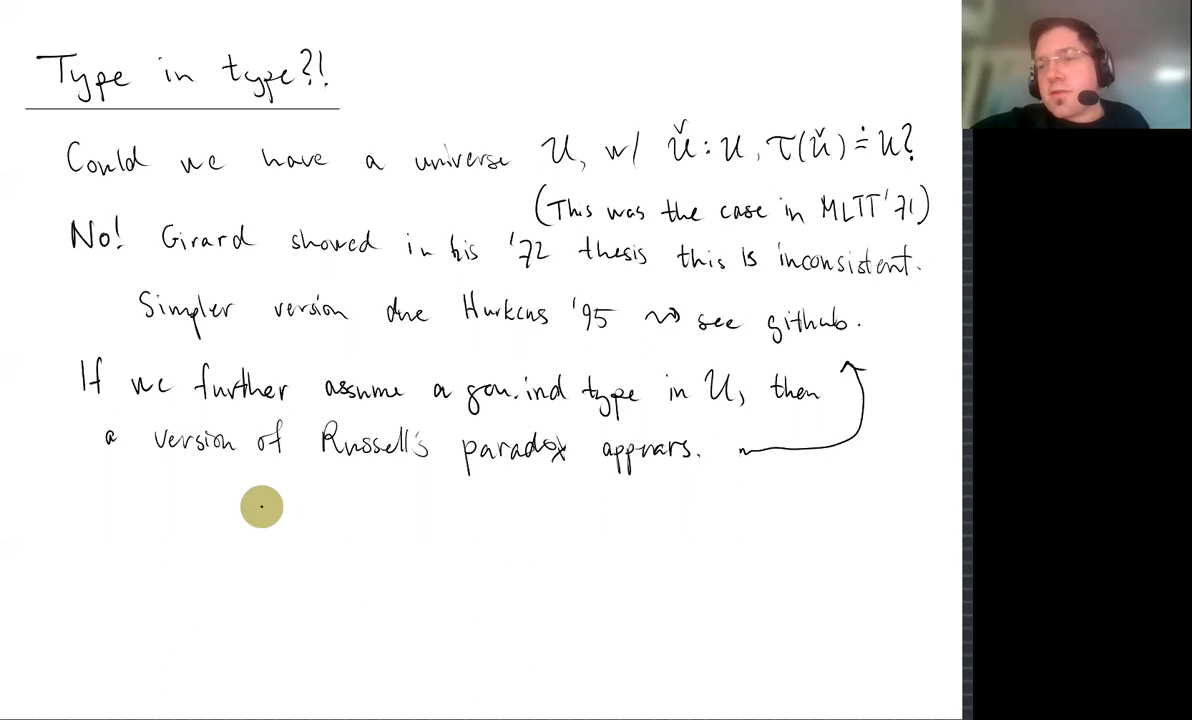 Type in type?!
Could we have a universe U, w/ ǔ : U, τ(ǔ) ≐ U?
(This was the case in MLTT'71)
No! Girard showed in his '72 thesis this is inconsistent.
Simpler version due Hurkens '95 ⇝ see github.
If we further assume a gen. ind type in U, then
a version of Russell's paradox appears.